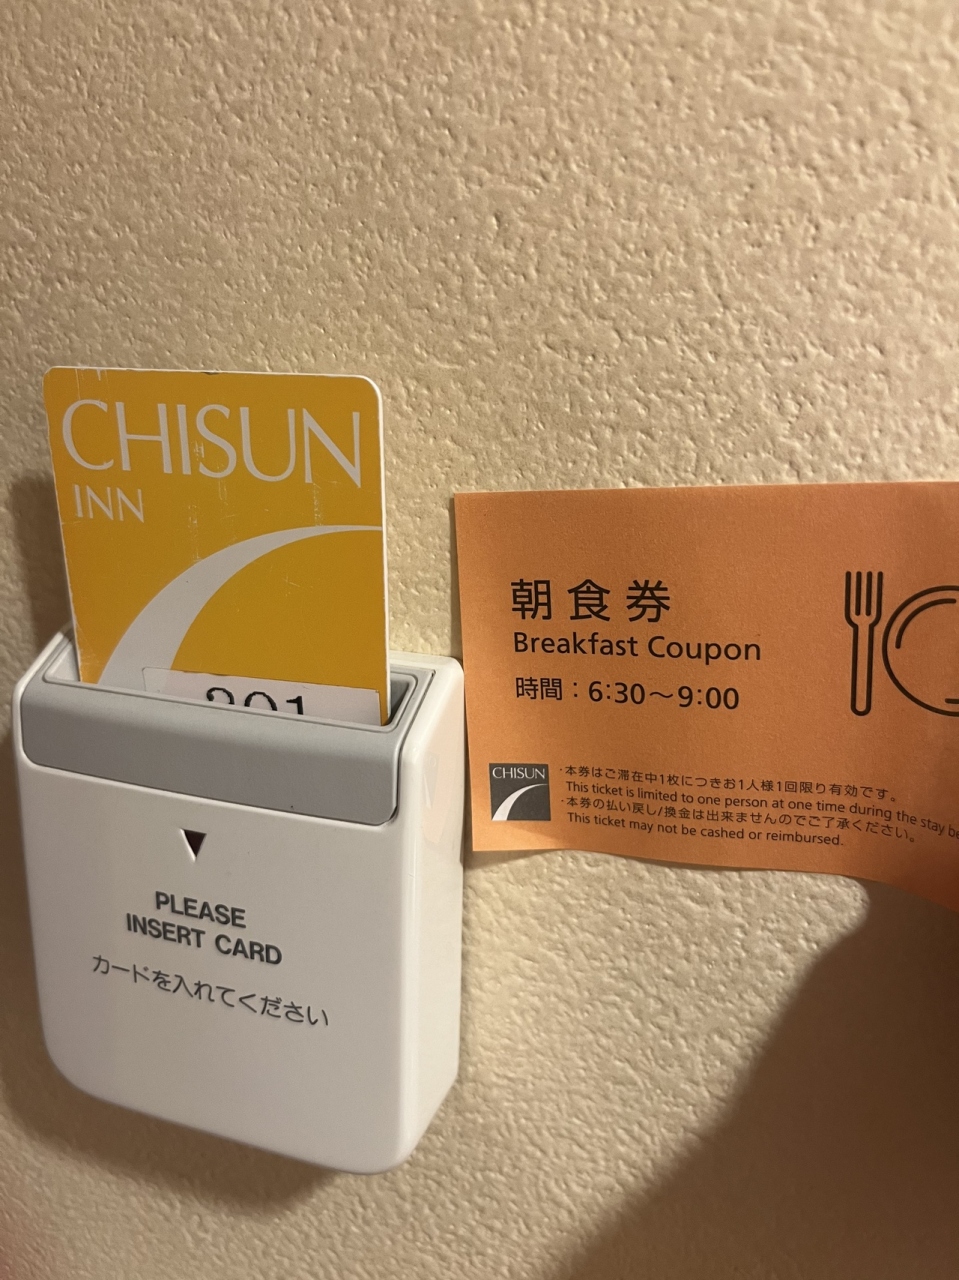 CHISUN
INN
PLEASE
INSERT CARD
カードを入れてください
朝食券
Breakfast Coupon
時間：6:30～9:00
CHISUN
・本券はご滞在中1枚につきお1人様1回限り有効です。
This ticket is limited to one person at one time during the stay
・本券の払い戻し/換金は出来ませんのでご了承ください。
This ticket may not be cashed or reimbursed.